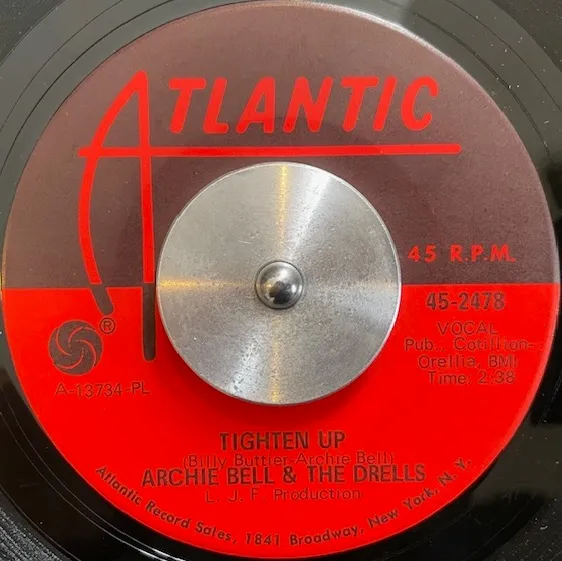 ATLANTIC
45 R.P.M.
45-2478
VOCAL
Pub., Cotillion-
Orellia, BMI
Time: 2:38
®
A-13734-PL
TIGHTEN UP
(Billy Buttier-Archie Bell)
ARCHIE BELL & THE DRELLS
L. J. F. Production
Atlantic Record Sales, 1841 Broadway, New York, N. Y.